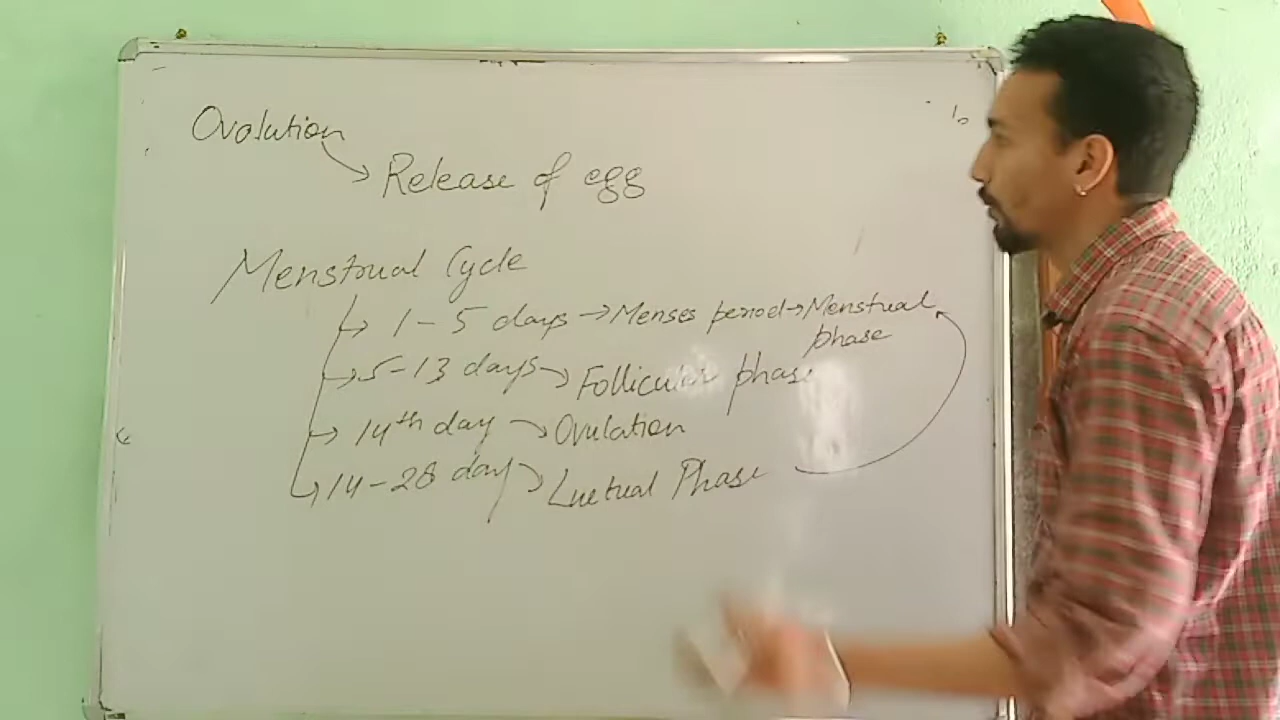 Ovolution
Release of egg
Menstrual Cycle
1-5 days → Menses period → Menstrual
phase
5-13 days → Follicular phase
14th day → Ovulation
14-28 day → Luetual Phase